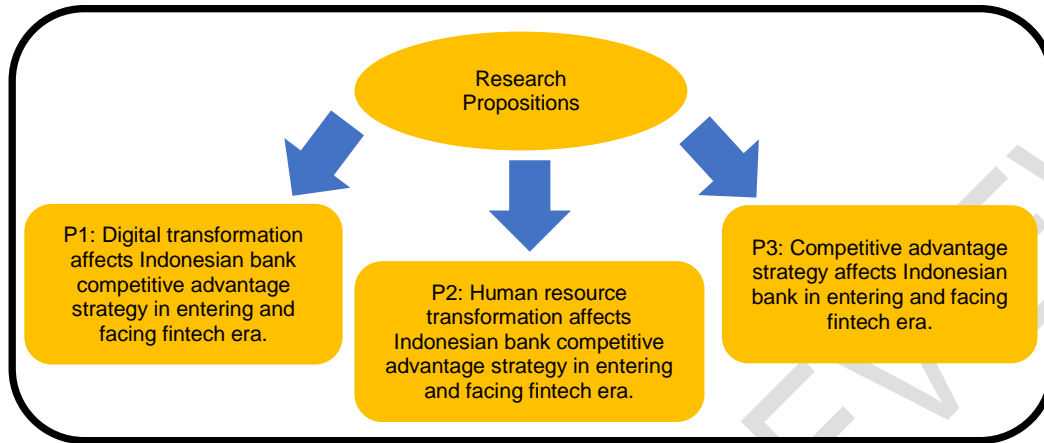 Research
Propositions
P1: Digital transformation
affects Indonesian bank
competitive advantage
strategy in entering and
facing fintech era.
P2: Human resource
transformation affects
Indonesian bank competitive
advantage strategy in entering
and facing fintech era.
P3: Competitive advantage
strategy affects Indonesian
bank in entering and facing
fintech era.